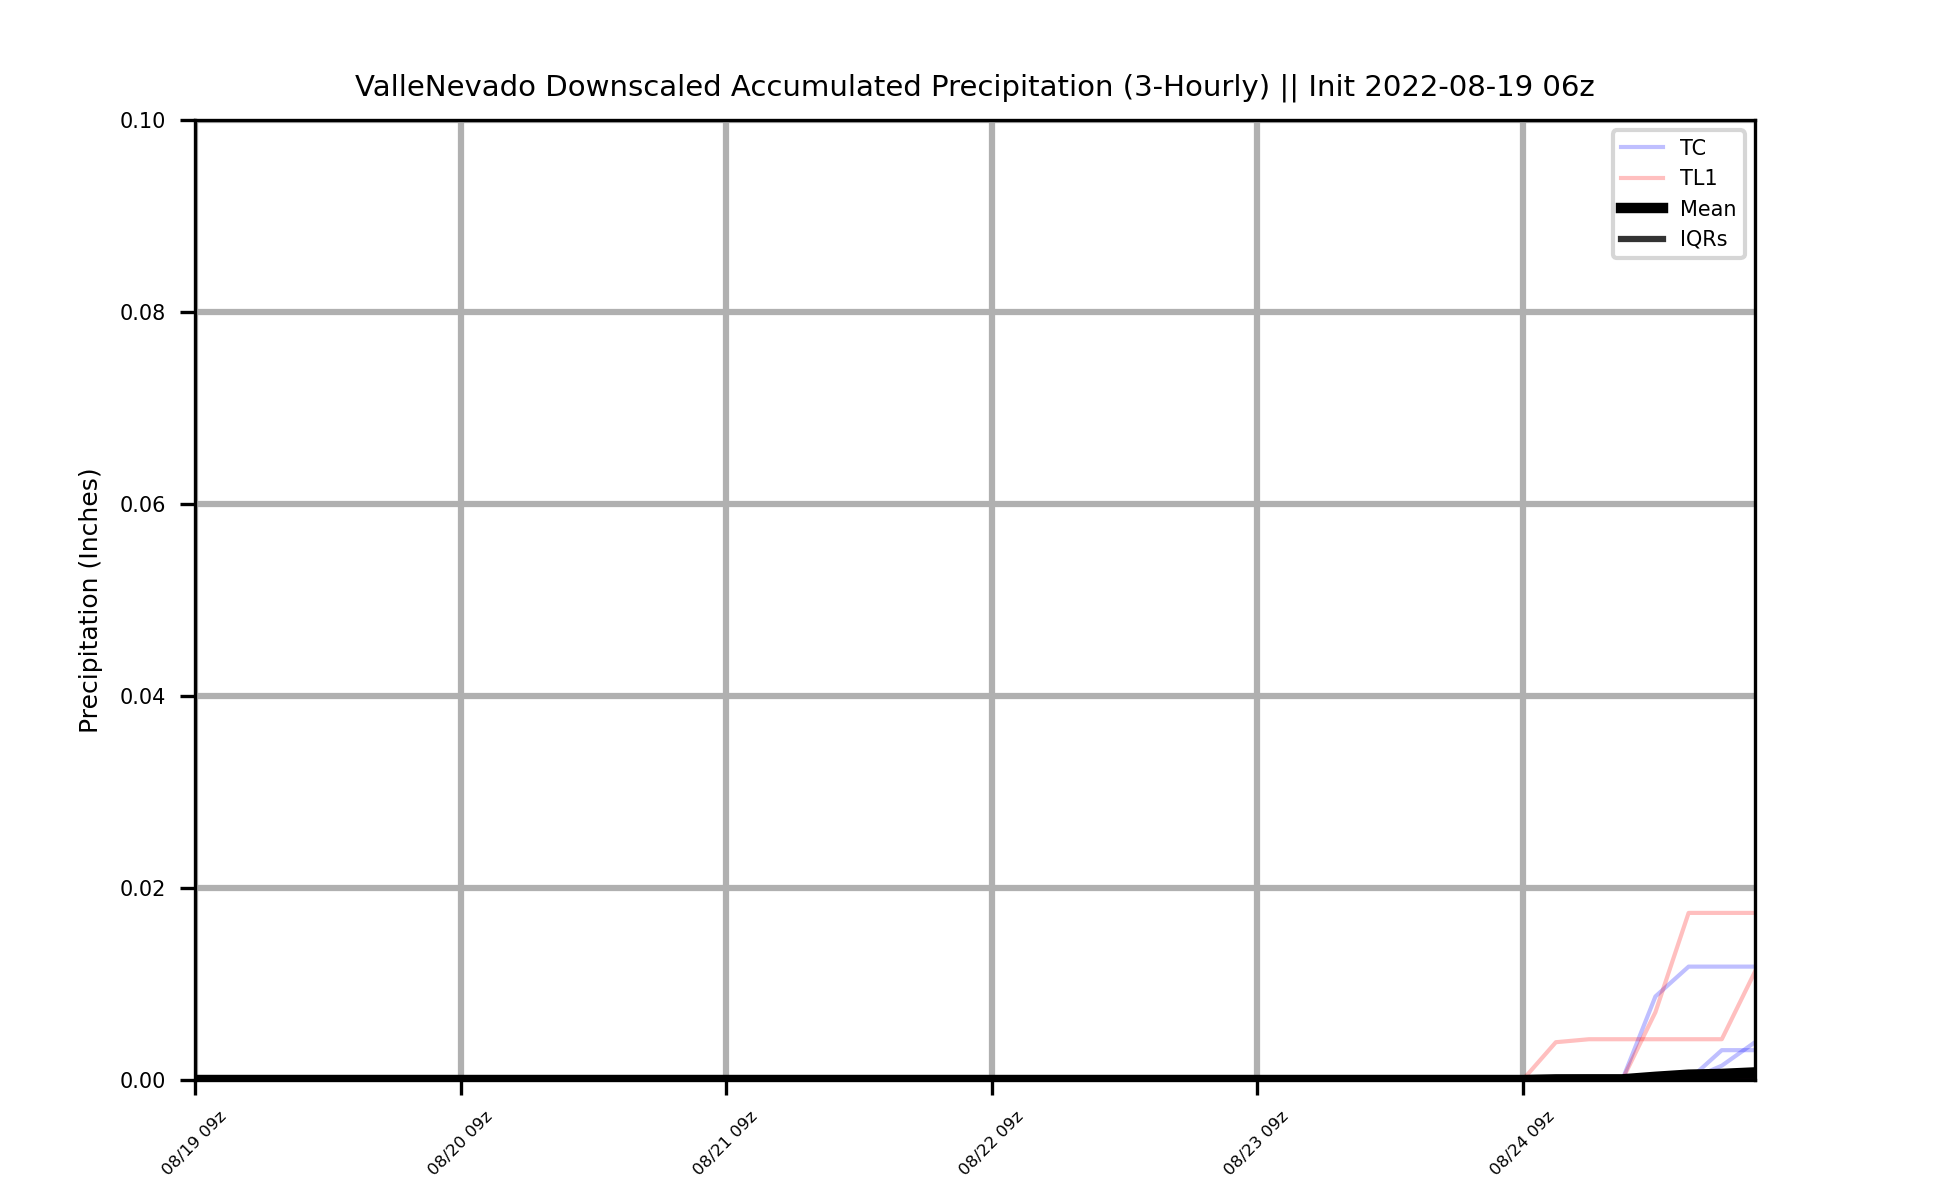 ValleNevado Downscaled Accumulated Precipitation (3-Hourly) || Init 2022-08-19 06z
TC
TL1
Mean
IQRs
Precipitation (Inches)
0.10
0.08
0.06
0.04
0.02
0.00
08/19 09z
08/20 09z
08/21 09z
08/22 09z
08/23 09z
08/24 09z